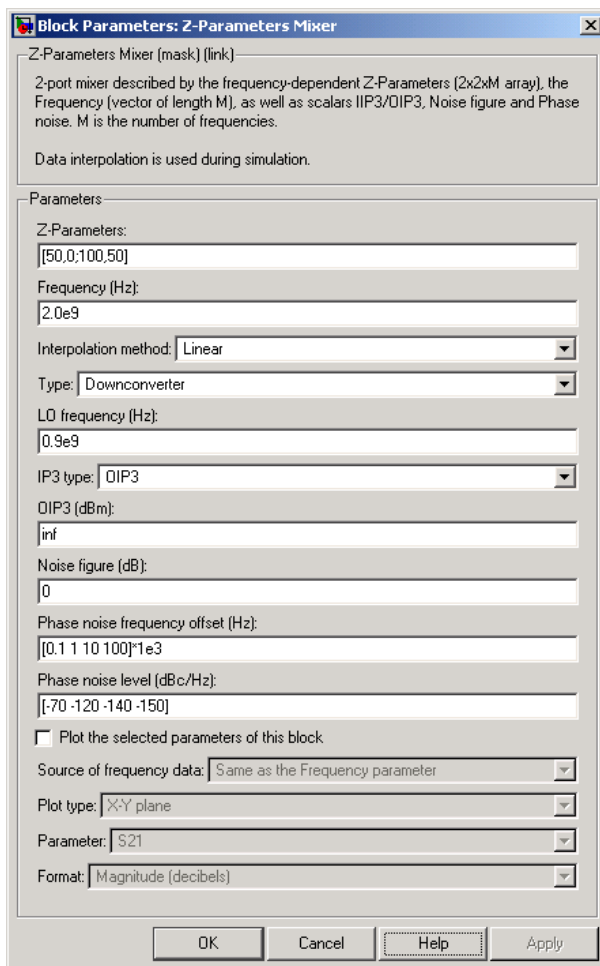 Block Parameters: Z-Parameters Mixer
Z-Parameters Mixer (mask) (link)
2-port mixer described by the frequency-dependent Z-Parameters (2x2xM array), the
Frequency (vector of length M), as well as scalars IIP3/OIP3, Noise figure and Phase
noise. M is the number of frequencies.
Data interpolation is used during simulation.
Parameters
Z-Parameters:
[50,0;100,50]
Frequency (Hz):
2.0e9
Interpolation method: Linear
Type: Downconverter
LO frequency (Hz):
0.9e9
IP3 type: OIP3
OIP3 (dBm):
inf
Noise figure (dB):
0
Phase noise frequency offset (Hz):
[0.1 1 10 100]*1e3
Phase noise level (dBc/Hz):
[-70 -120 -140 -150]
Plot the selected parameters of this block
Source of frequency data: Same as the Frequency parameter
Plot type: X-Y plane
Parameter: S21
Format: Magnitude (decibels)
OK Cancel Help Apply